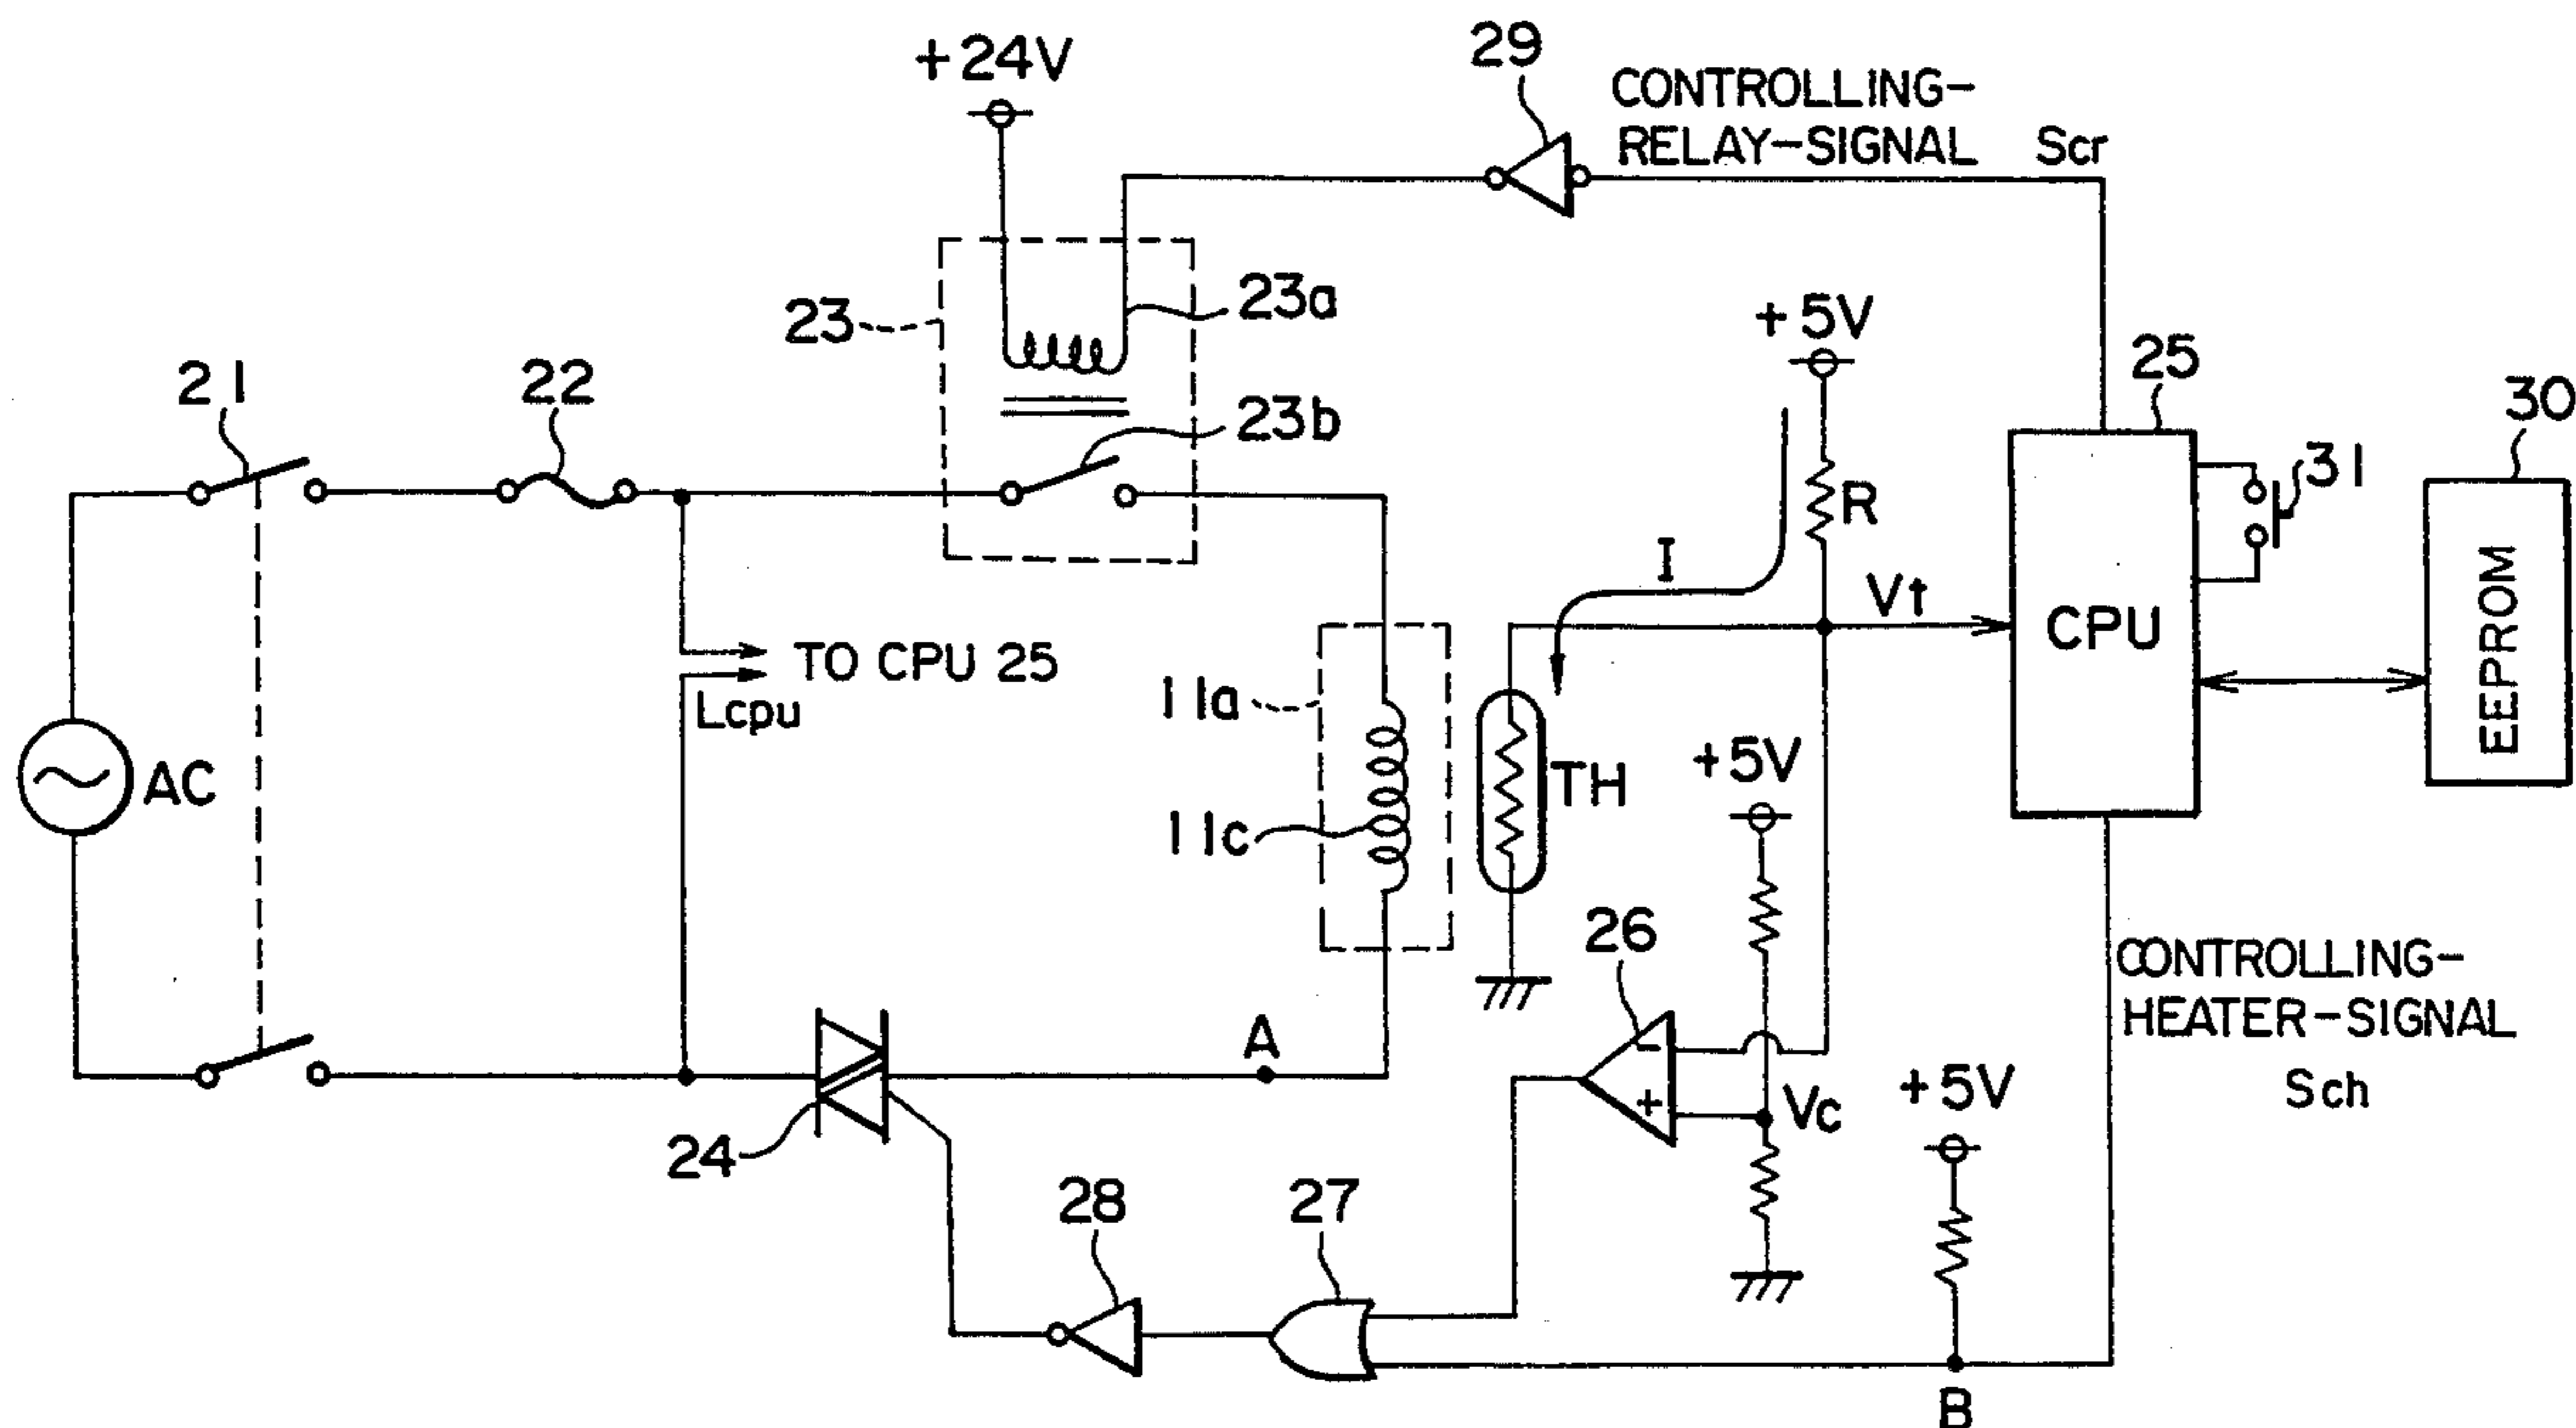 29
+24V
CONTROLLING-
RELAY-SIGNAL Scr
23
23a
+5V
21
22
23b
25
30
31
R
I
Vt
CPU
EEPROM
TO CPU 25
Lcpu
11a
AC
TH
+5V
11c
26
-
+
Vc
CONTROLLING-
HEATER-SIGNAL
Sch
A
+5V
24
28
27
B